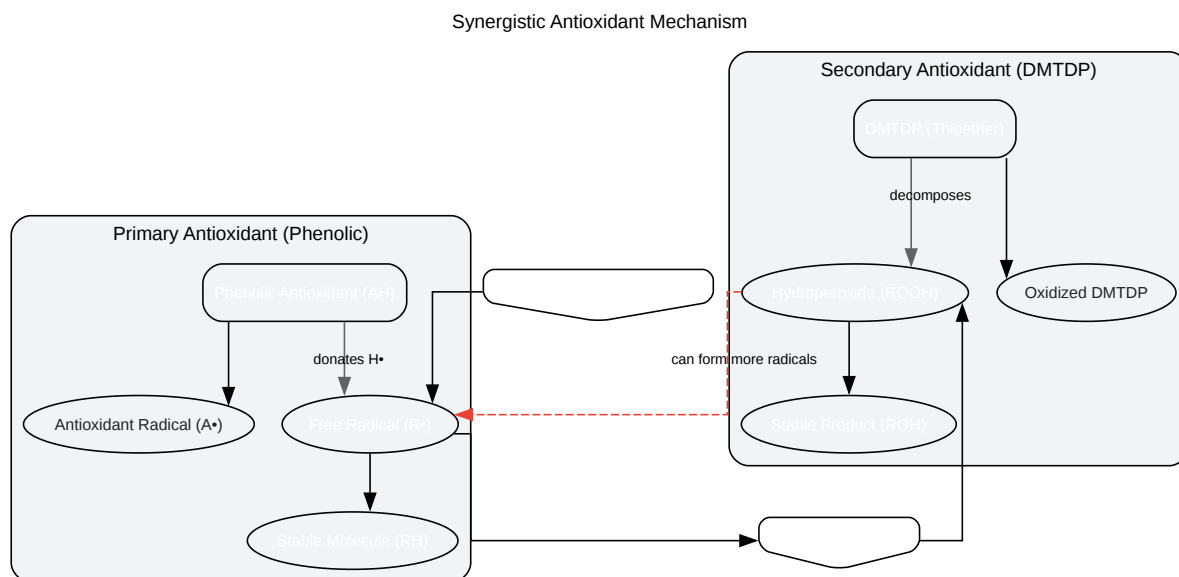 Synergistic Antioxidant Mechanism
Secondary Antioxidant (DMTDP)
DMTDP (Thioether)
decomposes
Primary Antioxidant (Phenolic)
Phenolic Antioxidant (AH)
Hydroperoxide (ROOH)
Oxidized DMTDP
donates H•
can form more radicals
Antioxidant Radical (A•)
Free Radical (R•)
Stable Product (ROH)
Stable Molecule (RH)